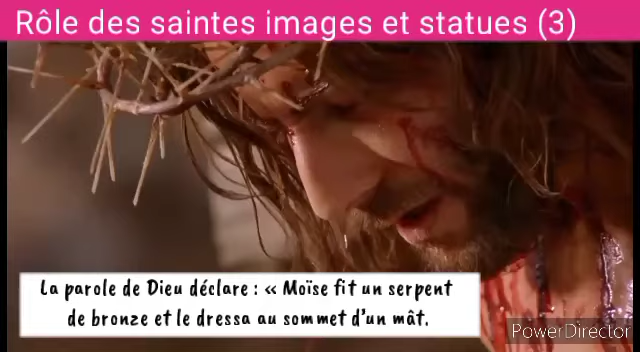 Rôle des saintes images et statues (3)
La parole de Dieu déclare : « Moïse fit un serpent
de bronze et le dressa au sommet d'un mât.
PowerDirector